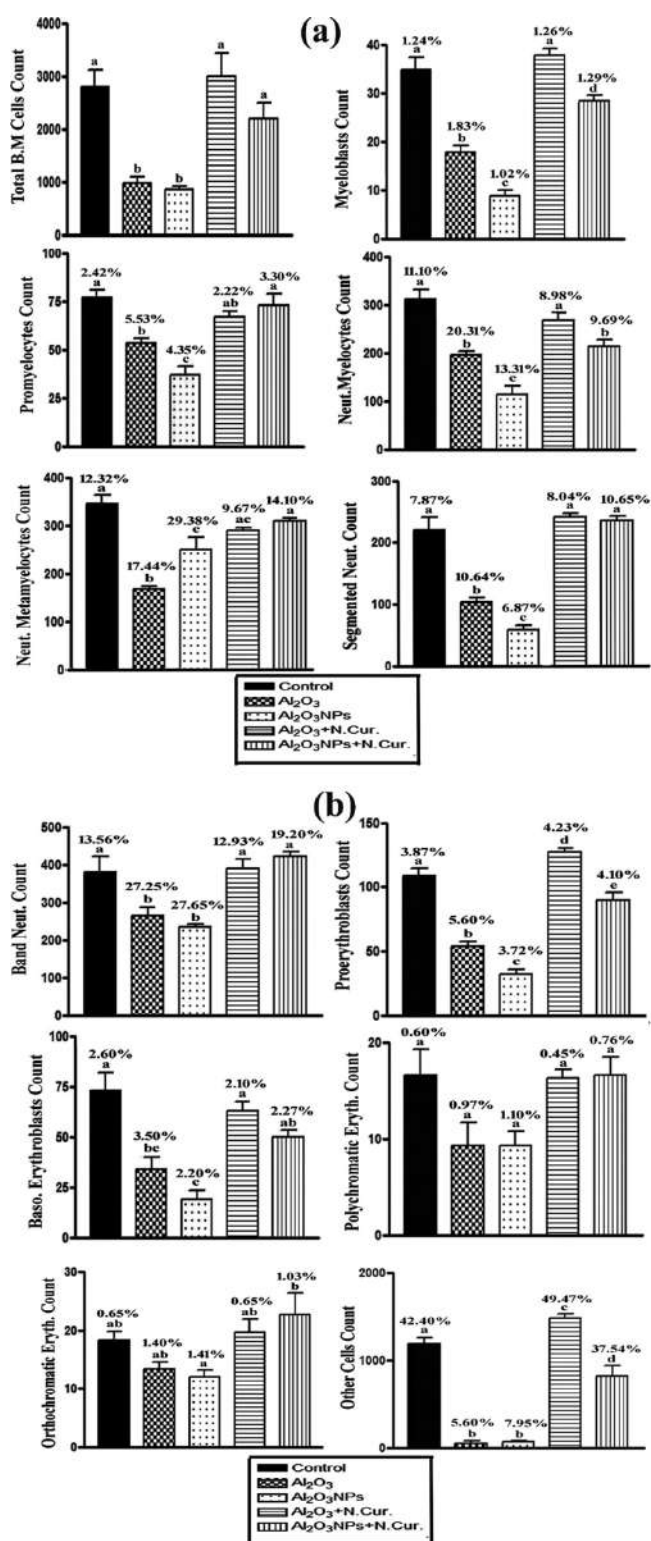 (a)
Total B.M Cells Count
4000
3000
2000
1000
0
a
b
b
a
a
Myeloblasts Count
40
30
20
10
0
1.24%
a
1.83%
b
1.02%
c
1.26%
a
1.29%
d
Promyelocytes Count
100
75
50
25
0
2.42%
a
5.53%
b
4.35%
c
2.22%
ab
3.30%
a
Neut.Myelocytes Count
400
300
200
100
0
11.10%
a
20.31%
b
13.31%
c
8.98%
a
9.69%
b
Neut. Metamyelocytes Count
400
300
200
100
0
12.32%
a
17.44%
b
29.38%
c
9.67%
ac
14.10%
a
Segmented Neut. Count
300
200
100
0
7.87%
a
10.64%
b
6.87%
c
8.04%
a
10.65%
a
Control
Al₂O₃
Al₂O₃NPs
Al₂O₃+N.Cur.
Al₂O₃NPs+N.Cur.
(b)
Band Neut. Count
500
400
300
200
100
0
13.56%
a
27.25%
b
27.65%
b
12.93%
a
19.20%
a
Proerythroblasts Count
150
100
50
0
3.87%
a
5.60%
b
3.72%
c
4.23%
d
4.10%
e
Baso. Erythroblasts Count
100
75
50
25
0
2.60%
a
3.50%
bc
2.20%
c
2.10%
a
2.27%
ab
Polychromatic Eryth. Count
20
10
0
0.60%
a
0.97%
a
1.10%
a
0.45%
a
0.76%
a
Orthochromatic Eryth. Count
30
20
10
0
0.65%
ab
1.40%
ab
1.41%
a
0.65%
ab
1.03%
b
Other Cells Count
2000
1000
0
42.40%
a
5.60%
b
7.95%
b
49.47%
c
37.54%
d
Control
Al₂O₃
Al₂O₃NPs
Al₂O₃+N.Cur.
Al₂O₃NPs+N.Cur.